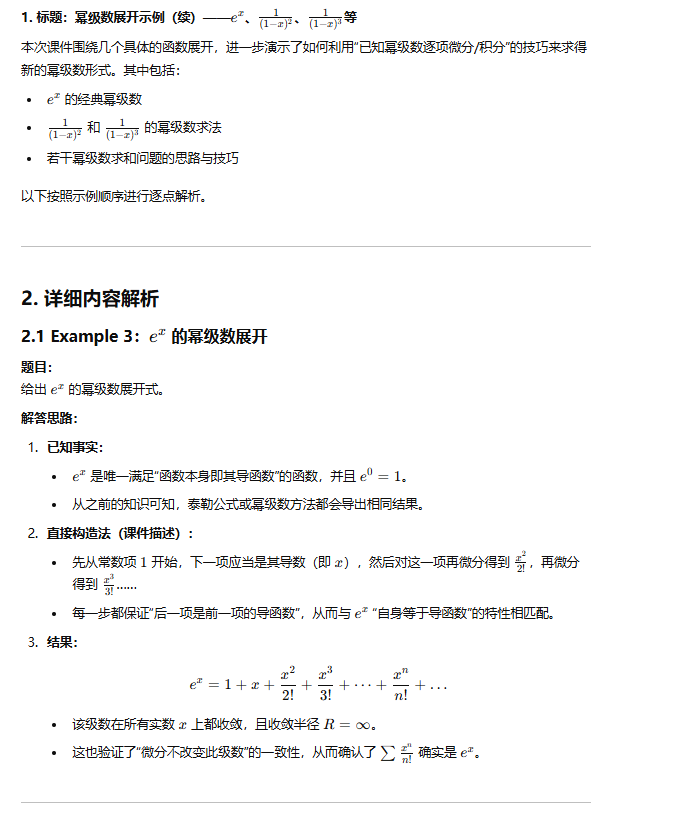 1. 标题：幂级数展开示例（续）——$e^x$、$\frac{1}{(1-x)^2}$、$\frac{1}{(1-x)^3}$等
本次课件围绕几个具体的函数展开，进一步演示了如何利用“已知幂级数逐项微分/积分”的技巧来求得
新的幂级数形式。其中包括：
• $e^x$ 的经典幂级数
• $\frac{1}{(1-x)^2}$ 和 $\frac{1}{(1-x)^3}$ 的幂级数求法
• 若干幂级数求和问题的思路与技巧
以下按照示例顺序进行逐点解析。
2. 详细内容解析
2.1 Example 3：$e^x$ 的幂级数展开
题目：
给出 $e^x$ 的幂级数展开式。
解答思路：
1. 已知事实：
• $e^x$ 是唯一满足“函数本身即其导函数”的函数，并且 $e^0 = 1$。
• 从之前的知识可知，泰勒公式或幂级数方法都会导出相同结果。
2. 直接构造法（课件描述）：
• 先从常数项 1 开始，下一项应当是其导数（即 $x$），然后对这一项再微分得到 $\frac{x^2}{2!}$，再微分
得到 $\frac{x^3}{3!}$……
• 每一步都保证“后一项是前一项的导函数”，从而与 $e^x$ “自身等于导函数”的特性相匹配。
3. 结果：
$e^x = 1 + x + \frac{x^2}{2!} + \frac{x^3}{3!} + \cdots + \frac{x^n}{n!} + \ldots$
• 该级数在所有实数 $x$ 上都收敛，且收敛半径 $R = \infty$。
• 这也验证了“微分不改变此级数”的一致性，从而确认了 $\sum \frac{x^n}{n!}$ 确实是 $e^x$。